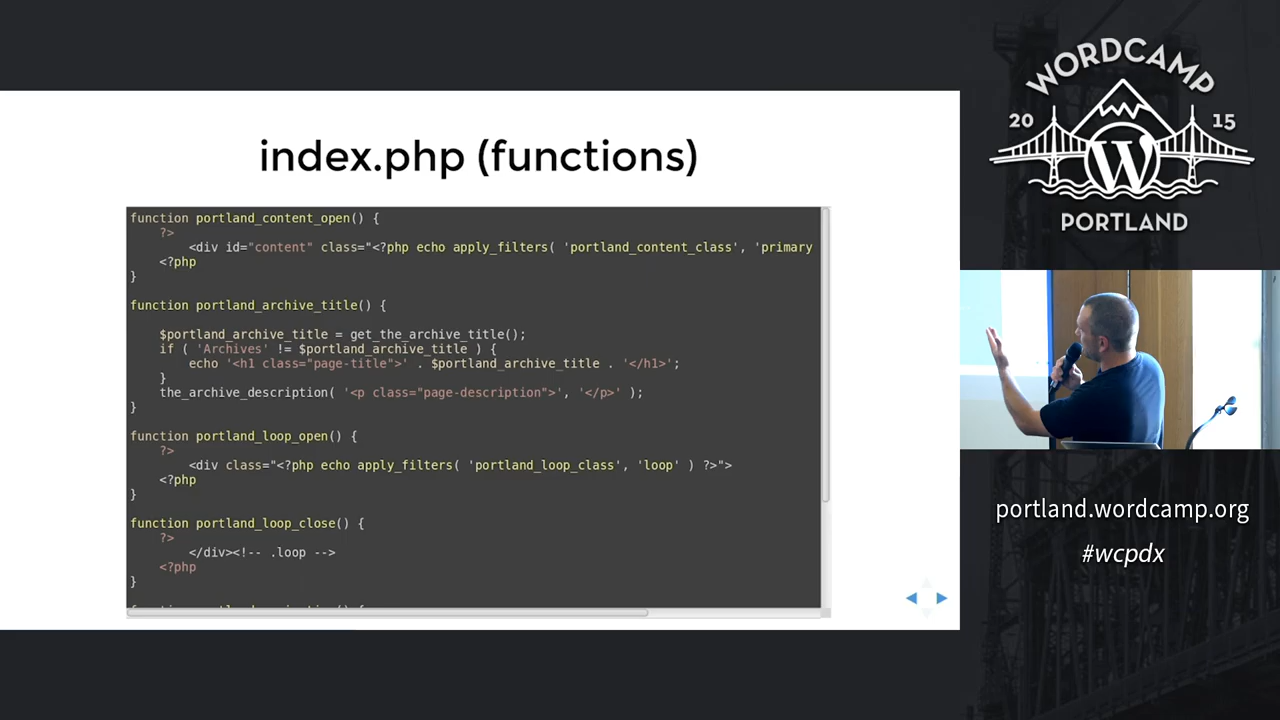 index.php (functions)
function portland_content_open() {
?>
<div id="content" class="<?php echo apply_filters( 'portland_content_class', 'primary
<?php
}
function portland_archive_title() {
$portland_archive_title = get_the_archive_title();
if ( 'Archives' != $portland_archive_title ) {
echo '<h1 class="page-title">' . $portland_archive_title . '</h1>';
}
the_archive_description( '<p class="page-description">', '</p>' );
}
function portland_loop_open() {
?>
<div class="<?php echo apply_filters( 'portland_loop_class', 'loop' ) ?>">
<?php
}
function portland_loop_close() {
?>
</div><!-- .loop -->
<?php
}
WORDCAMP
20 15
W
PORTLAND
portland.wordcamp.org
#wcpdx